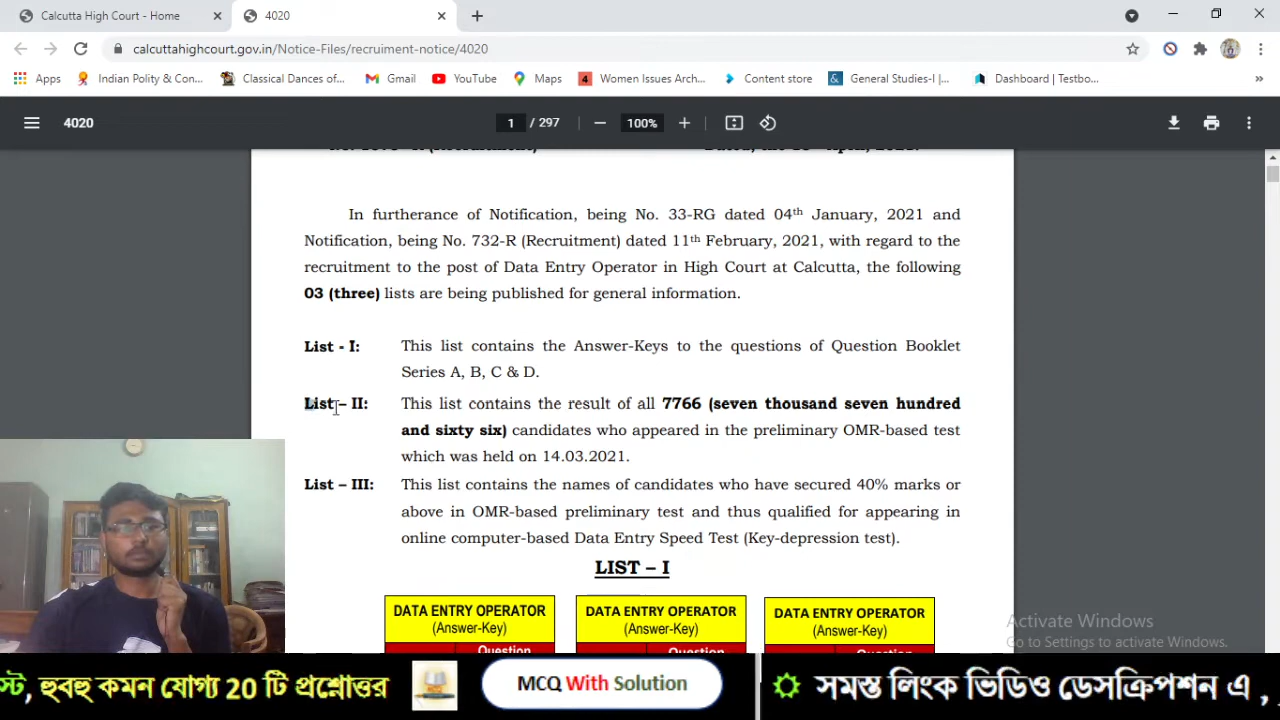 Calcutta High Court - Home
4020
calcuttahighcourt.gov.in/Notice-Files/recruiment-notice/4020
Apps
Indian Polity & Con...
Classical Dances of...
Gmail
YouTube
Maps
Women Issues Arch...
Content store
General Studies-I |...
Dashboard | Testbo...
4020
1 / 297
100%
In furtherance of Notification, being No. 33-RG dated 04th January, 2021 and
Notification, being No. 732-R (Recruitment) dated 11th February, 2021, with regard to the
recruitment to the post of Data Entry Operator in High Court at Calcutta, the following
03 (three) lists are being published for general information.
List - I: This list contains the Answer-Keys to the questions of Question Booklet
Series A, B, C & D.
List – II: This list contains the result of all 7766 (seven thousand seven hundred
and sixty six) candidates who appeared in the preliminary OMR-based test
which was held on 14.03.2021.
List – III: This list contains the names of candidates who have secured 40% marks or
above in OMR-based preliminary test and thus qualified for appearing in
online computer-based Data Entry Speed Test (Key-depression test).
LIST – I
DATA ENTRY OPERATOR
(Answer-Key)
Question
DATA ENTRY OPERATOR
(Answer-Key)
Question
DATA ENTRY OPERATOR
(Answer-Key)
Activate Windows
Go to Settings to activate Windows.
স্ট, হুবহু কমন যোগ্য 20 টি প্রশ্নোত্তর
MCQ With Solution
সমস্ত লিংক ভিডিও ডেসক্রিপশন এ ,